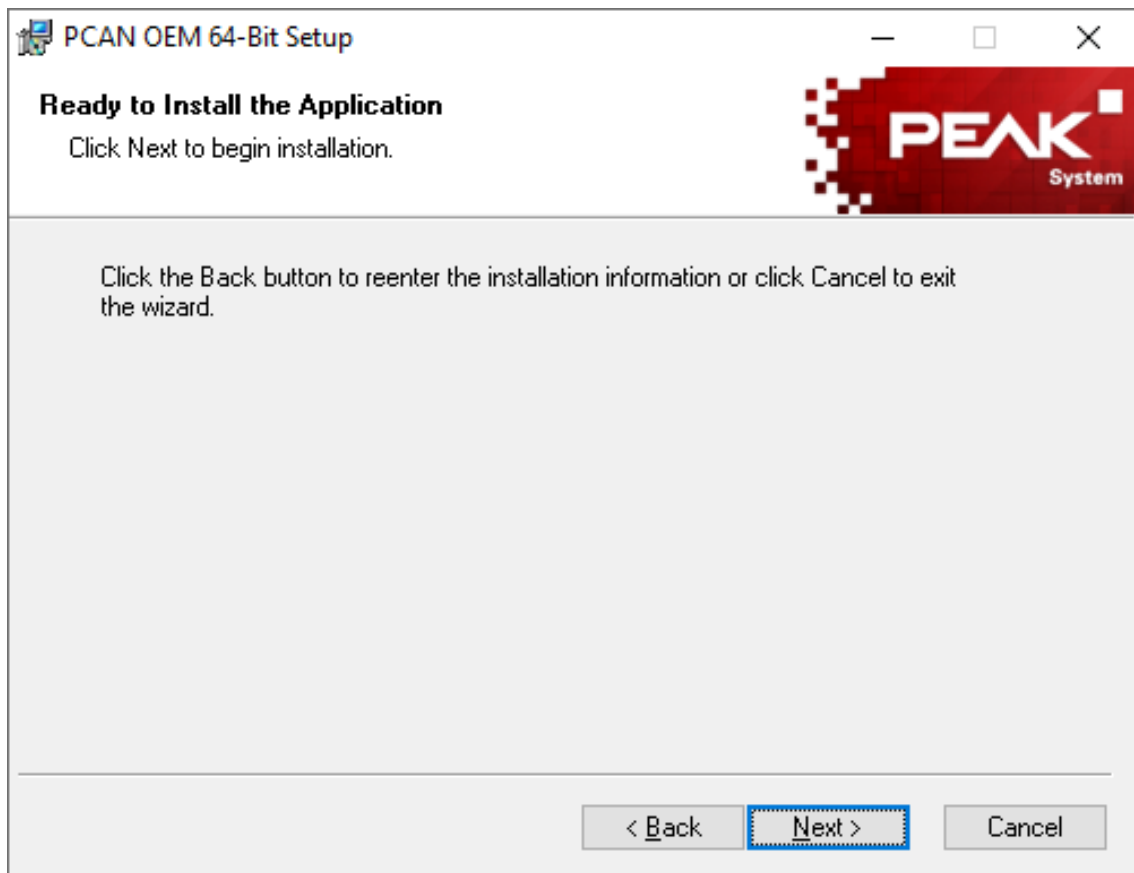 PCAN OEM 64-Bit Setup
Ready to Install the Application
Click Next to begin installation.
PEAK
System
Click the Back button to reenter the installation information or click Cancel to exit
the wizard.
< Back
Next >
Cancel